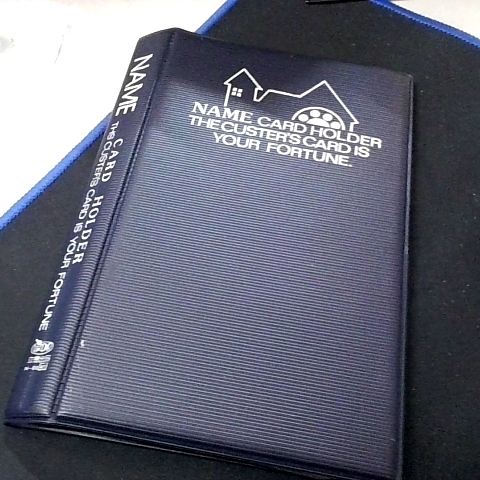 NAME CARD HOLDER
THE CUSTER'S CARD IS
YOUR FORTUNE.
NAME CARD HOLDER
THE CUSTER'S CARD IS YOUR FORTUNE